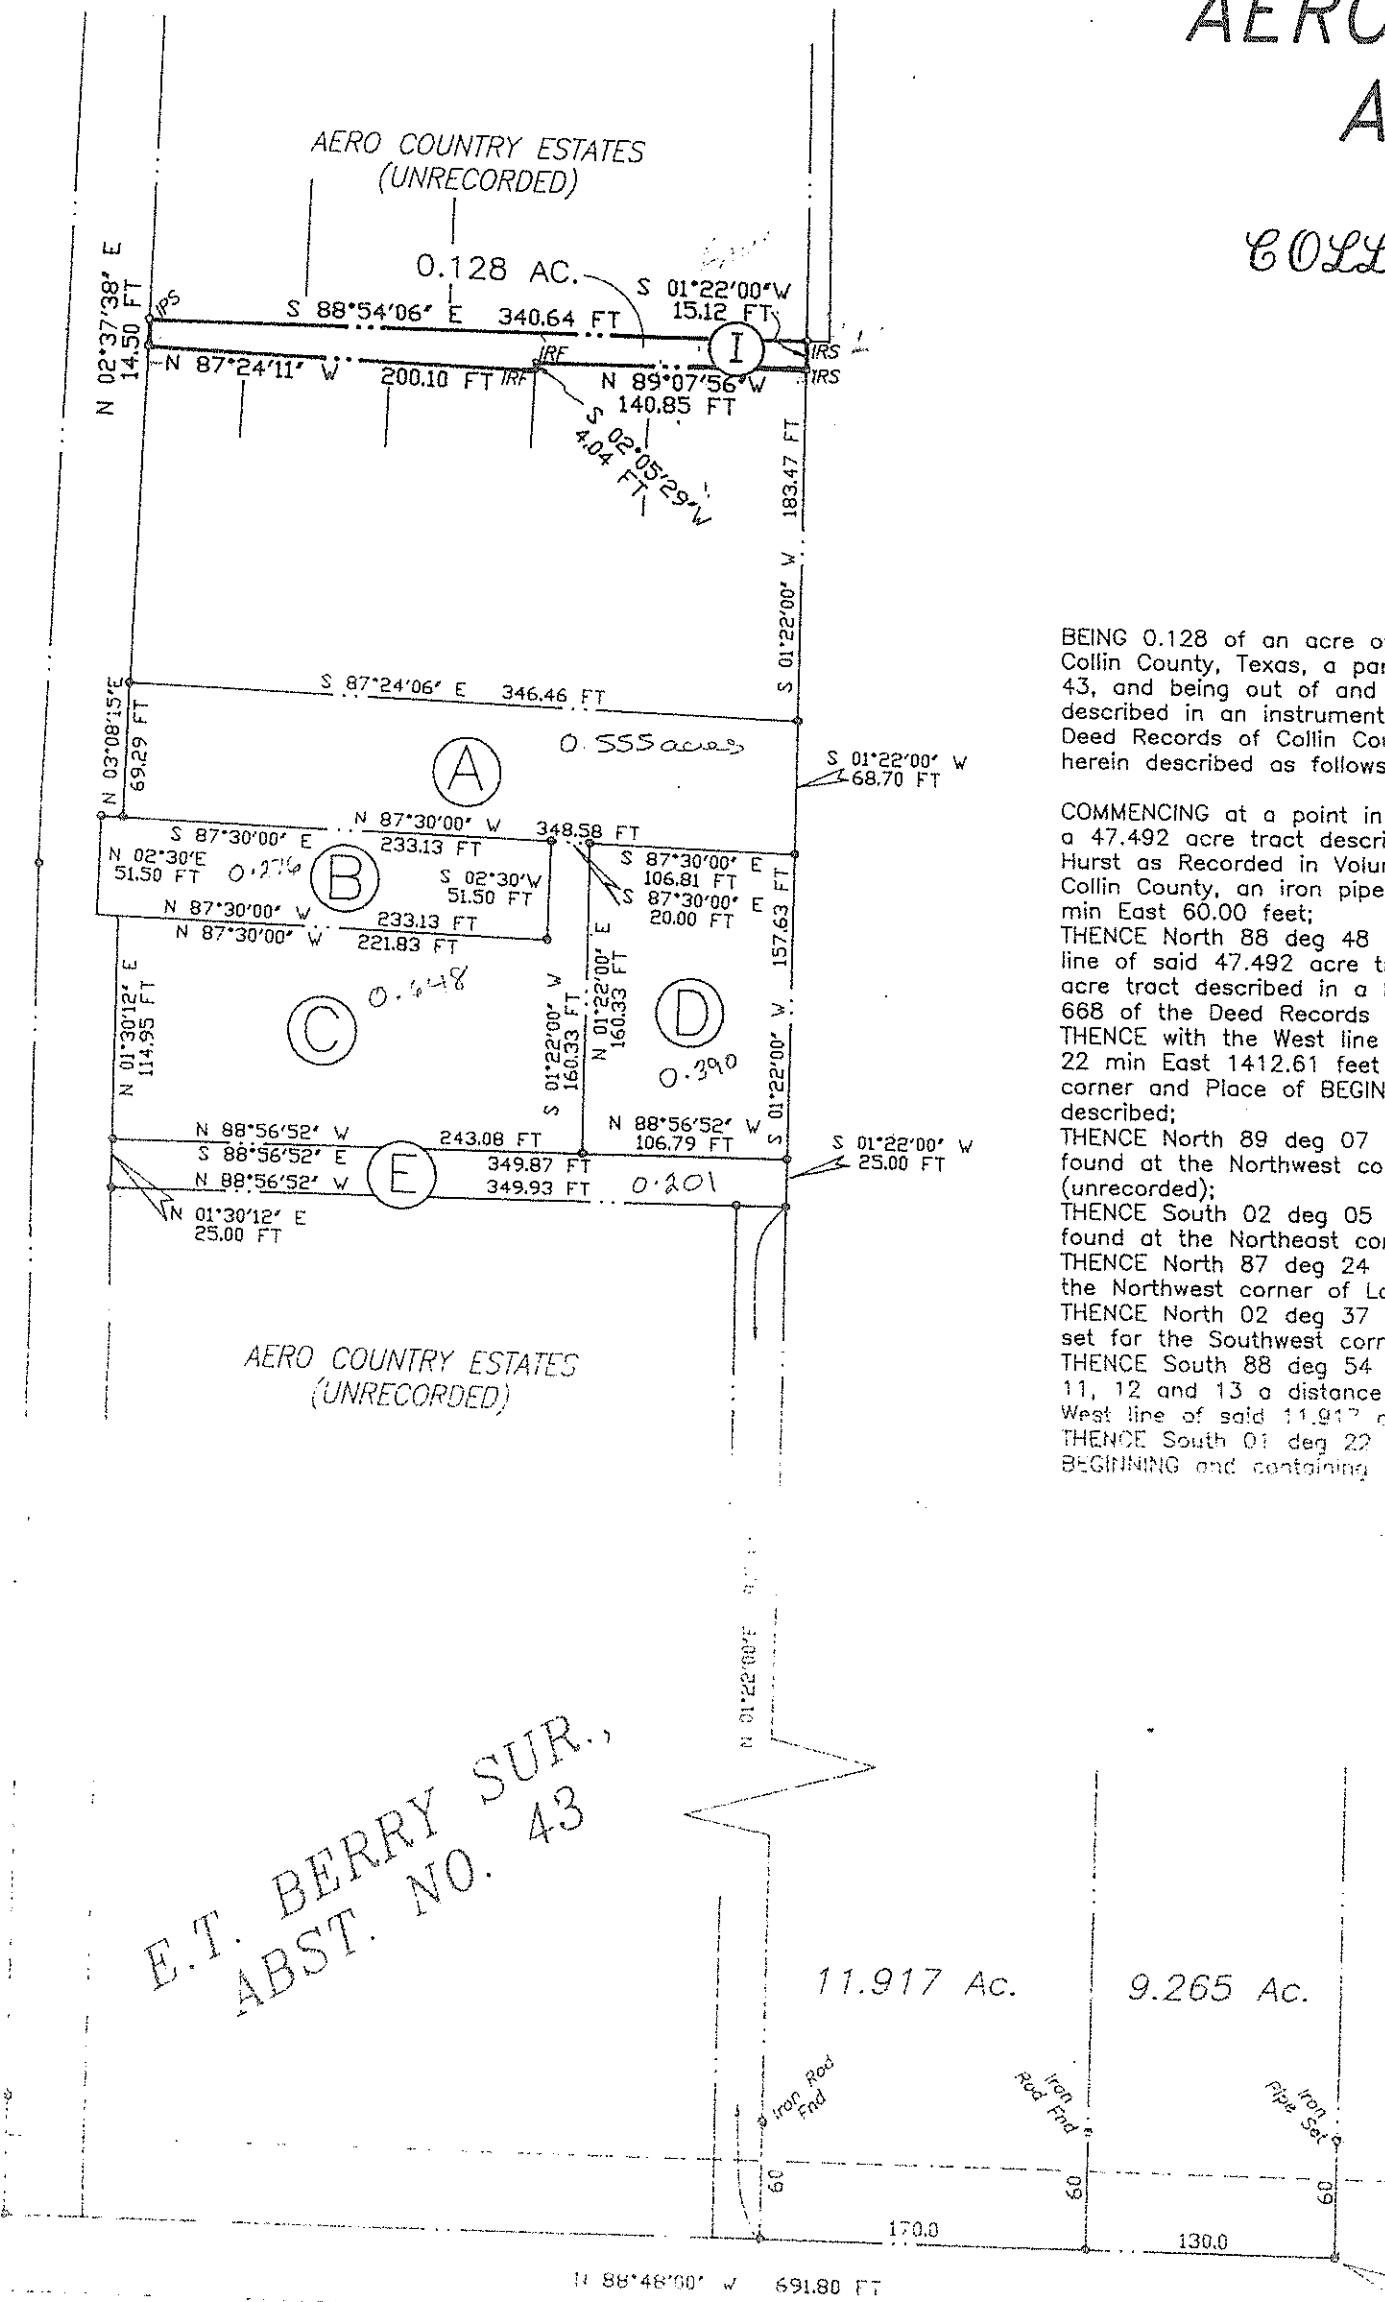 AERO COUNTRY ESTATES
(UNRECORDED)
0.128 AC.
S 01°22'00"W
15.12 FT
N 02°37'38" E
14.50 FT
IPS
S 88°54'06" E 340.64 FT
I
IRS
IRS
N 87°24'11" W 200.10 FT
IRF
IRF
N 89°07'56"W
140.85 FT
S 02°05'29"W
4.04 FT
S 01°22'00" W 183.47 FT
COLL
S 87°24'06" E 346.46 FT
N 03°08'15"E
69.29 FT
A
0.555 acres
S 01°22'00" W
68.70 FT
N 87°30'00" W 348.58 FT
S 87°30'00" E 233.13 FT
N 02°30'E
51.50 FT
B
S 02°30'W
51.50 FT
S 87°30'00" E
106.81 FT
S 87°30'00" E
20.00 FT
N 87°30'00" W 233.13 FT
N 87°30'00" W 221.83 FT
N 01°30'12" E
114.95 FT
C
0.648
S 01°22'00" W
160.33 FT
N 01°22'00" E
160.33 FT
D
0.390
S 01°22'00" W 157.63 FT
N 88°56'52" W 243.08 FT
N 88°56'52" W
106.79 FT
S 88°56'52" E 349.87 FT
E
N 88°56'52" W 349.93 FT
0.201
S 01°22'00" W
25.00 FT
N 01°30'12" E
25.00 FT
AERO COUNTRY ESTATES
(UNRECORDED)
BEING 0.128 of an acre
Collin County, Texas, a
43, and being out of and
described in an instrument
Deed Records of Collin
herein described as follows
COMMENCING at a point in
a 47.492 acre tract
Hurst as Recorded in
Collin County, an iron pipe
min East 60.00 feet;
THENCE North 88 deg 48
line of said 47.492 acre
acre tract described in a
668 of the Deed Records
THENCE with the West line
22 min East 1412.61 feet
corner and Place of
described;
THENCE North 89 deg 07
found at the Northwest
(unrecorded);
THENCE South 02 deg 05
found at the Northeast
THENCE North 87 deg 24
the Northwest corner of
THENCE North 02 deg 37
set for the Southwest
THENCE South 88 deg 54
11, 12 and 13 a distance
West line of said 11.917
THENCE South 01 deg 22
BEGINNING and containing
N 01°22'00"E
E.T. BERRY SUR.,
ABST. NO. 43
11.917 Ac.
9.265 Ac.
Iron Rod
Fnd
Iron
Rod Fnd
Iron
Pipe Set
60
60
60
170.0
130.0
N 88°48'00" W 691.80 FT